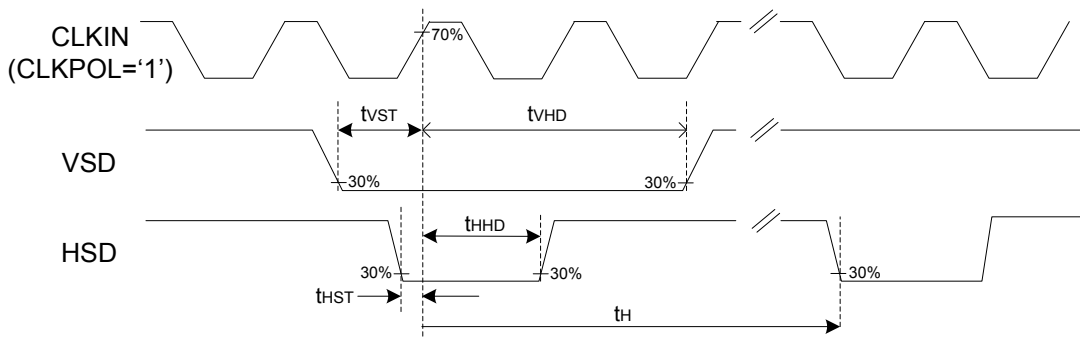 CLKIN
(CLKPOL=‘1’)
70%
tVST
tVHD
VSD
30%
30%
tHHD
HSD
30%
30%
30%
tHST
tH